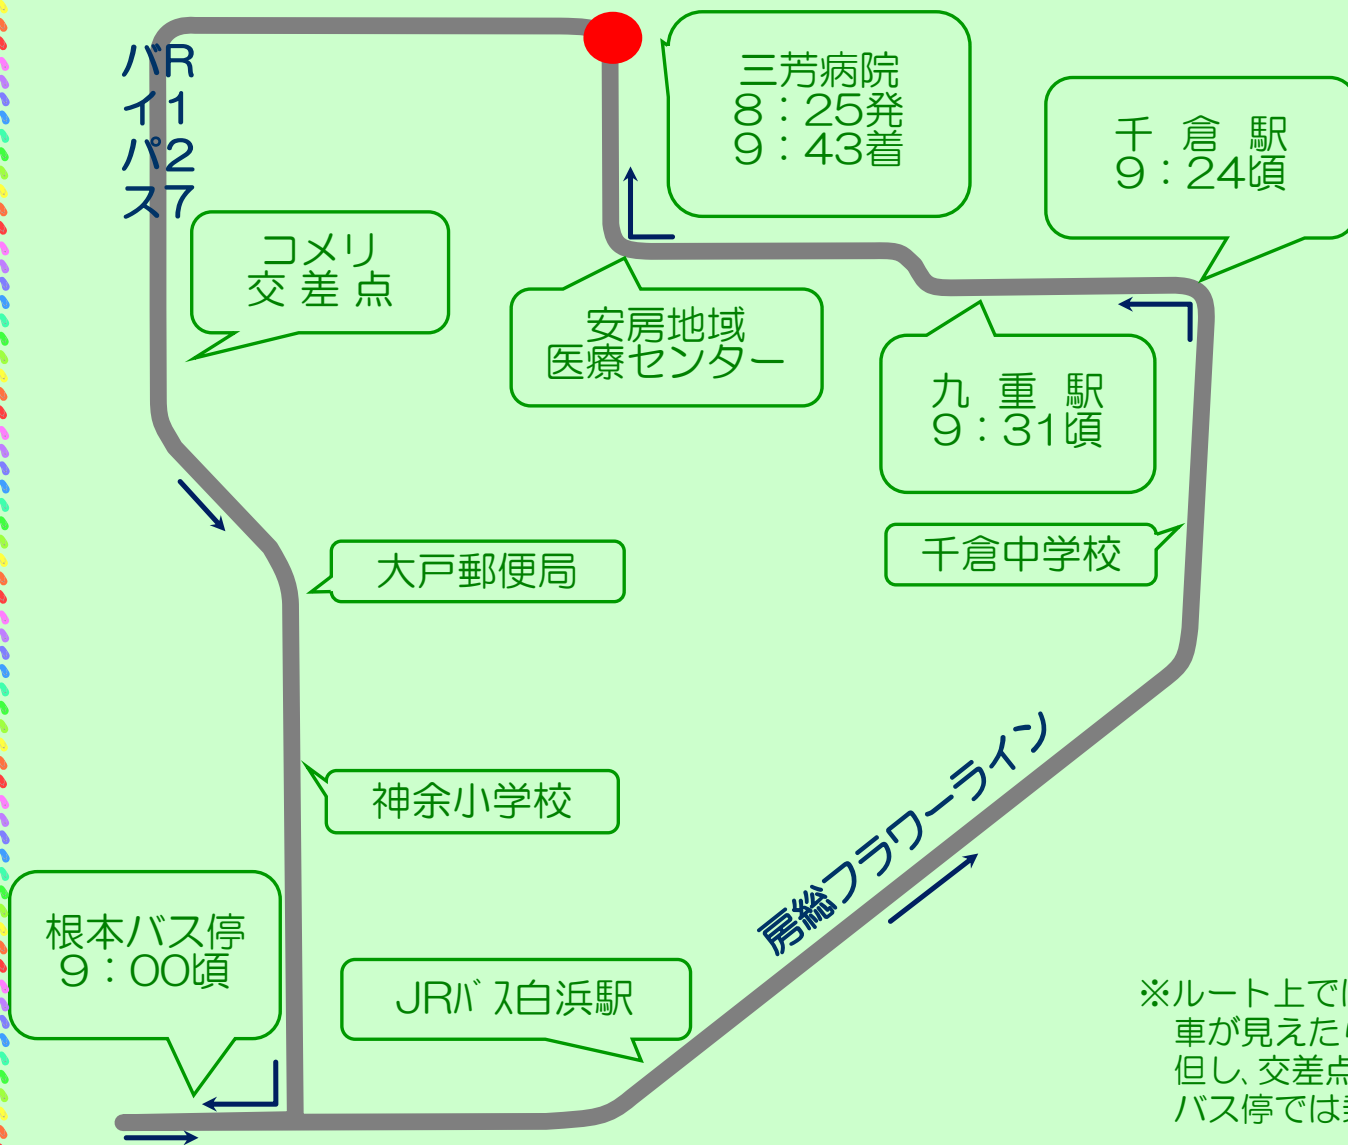 R127
バイパス
三芳病院
8：25発
9：43着
千 倉 駅
9：24頃
コメリ
交 差 点
安房地域
医療センター
九 重 駅
9：31頃
千倉中学校
大戸郵便局
神余小学校
房総フラワーライン
根本バス停
9：00頃
JRﾊﾞｽ白浜駅
※ルート上では
車が見えたら
但し、交差点
バス停では